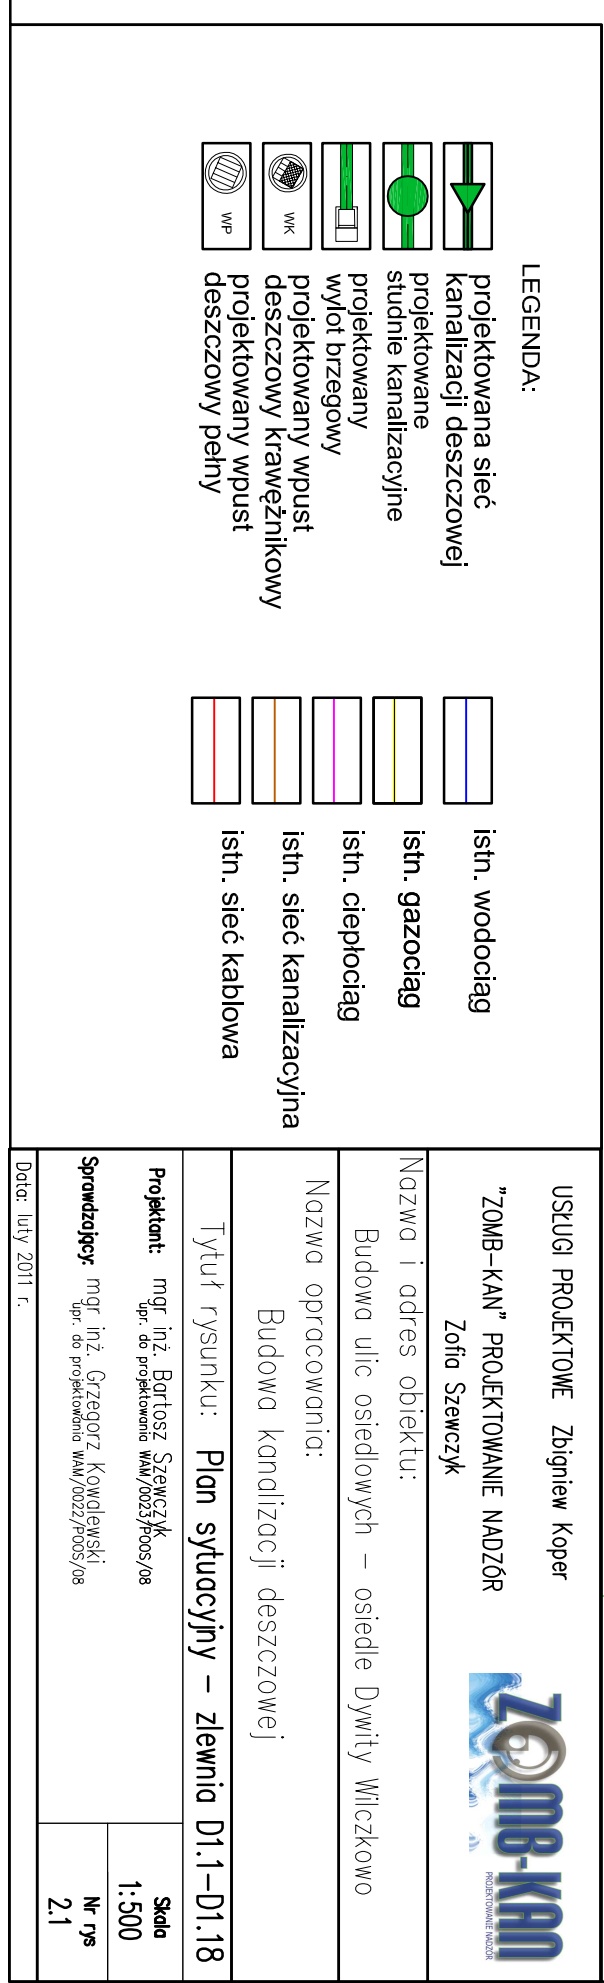 LEGENDA:
projektowana sieć
kanalizacji deszczowej
projektowane
studnie kanalizacyjne
projektowany
wylot brzegowy
WK
projektowany wpust
deszczowy krawężnikowy
WP
projektowany wpust
deszczowy pełny
istn. wodociąg
istn. gazociąg
istn. ciepłociąg
istn. sieć kanalizacyjna
istn. sieć kablowa
USŁUGI PROJEKTOWE Zbigniew Koper
"ZOMB-KAN" PROJEKTOWANIE NADZÓR
Zofia Szewczyk
ZOMB-KAN
PROJEKTOWANIE NADZÓR
Nazwa i adres obiektu:
Budowa ulic osiedlowych – osiedle Dywity Wilczkowo
Nazwa opracowania:
Budowa kanalizacji deszczowej
Tytuł rysunku: Plan sytuacyjny – zlewnia D1.1–D1.18
Projektant: mgr inż. Bartosz Szewczyk
upr. do projektowania WAM/0023/POOS/08
Sprawdzający: mgr inż. Grzegorz Kowalewski
upr. do projektowania WAM/0022/POOS/08
Skala
1:500
Nr rys
2.1
Data: luty 2011 r.